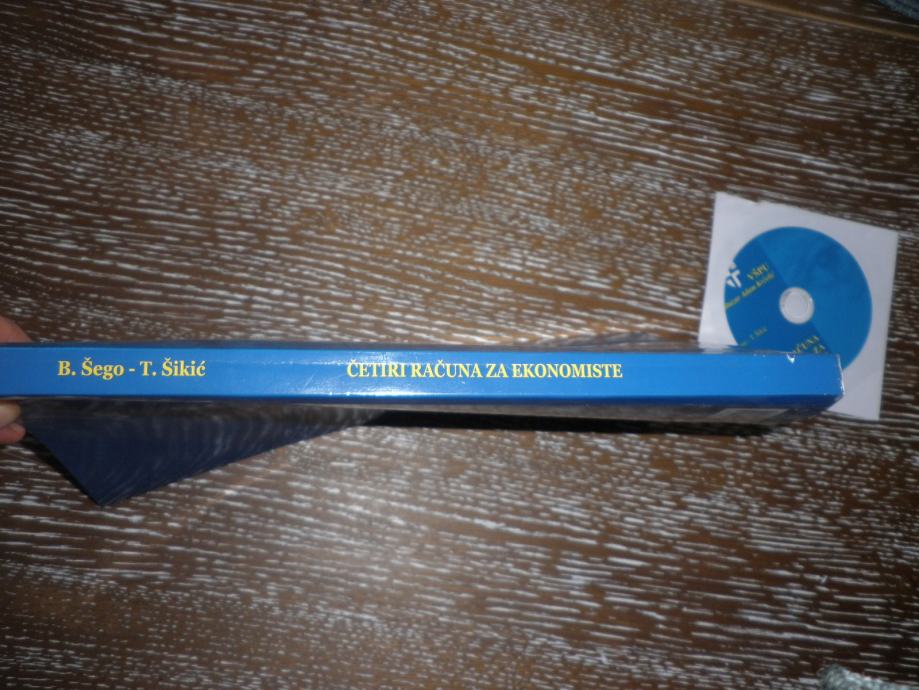 B. Šego - T. Šikić ČETIRI RAČUNA ZA EKONOMISTE
VŠPU